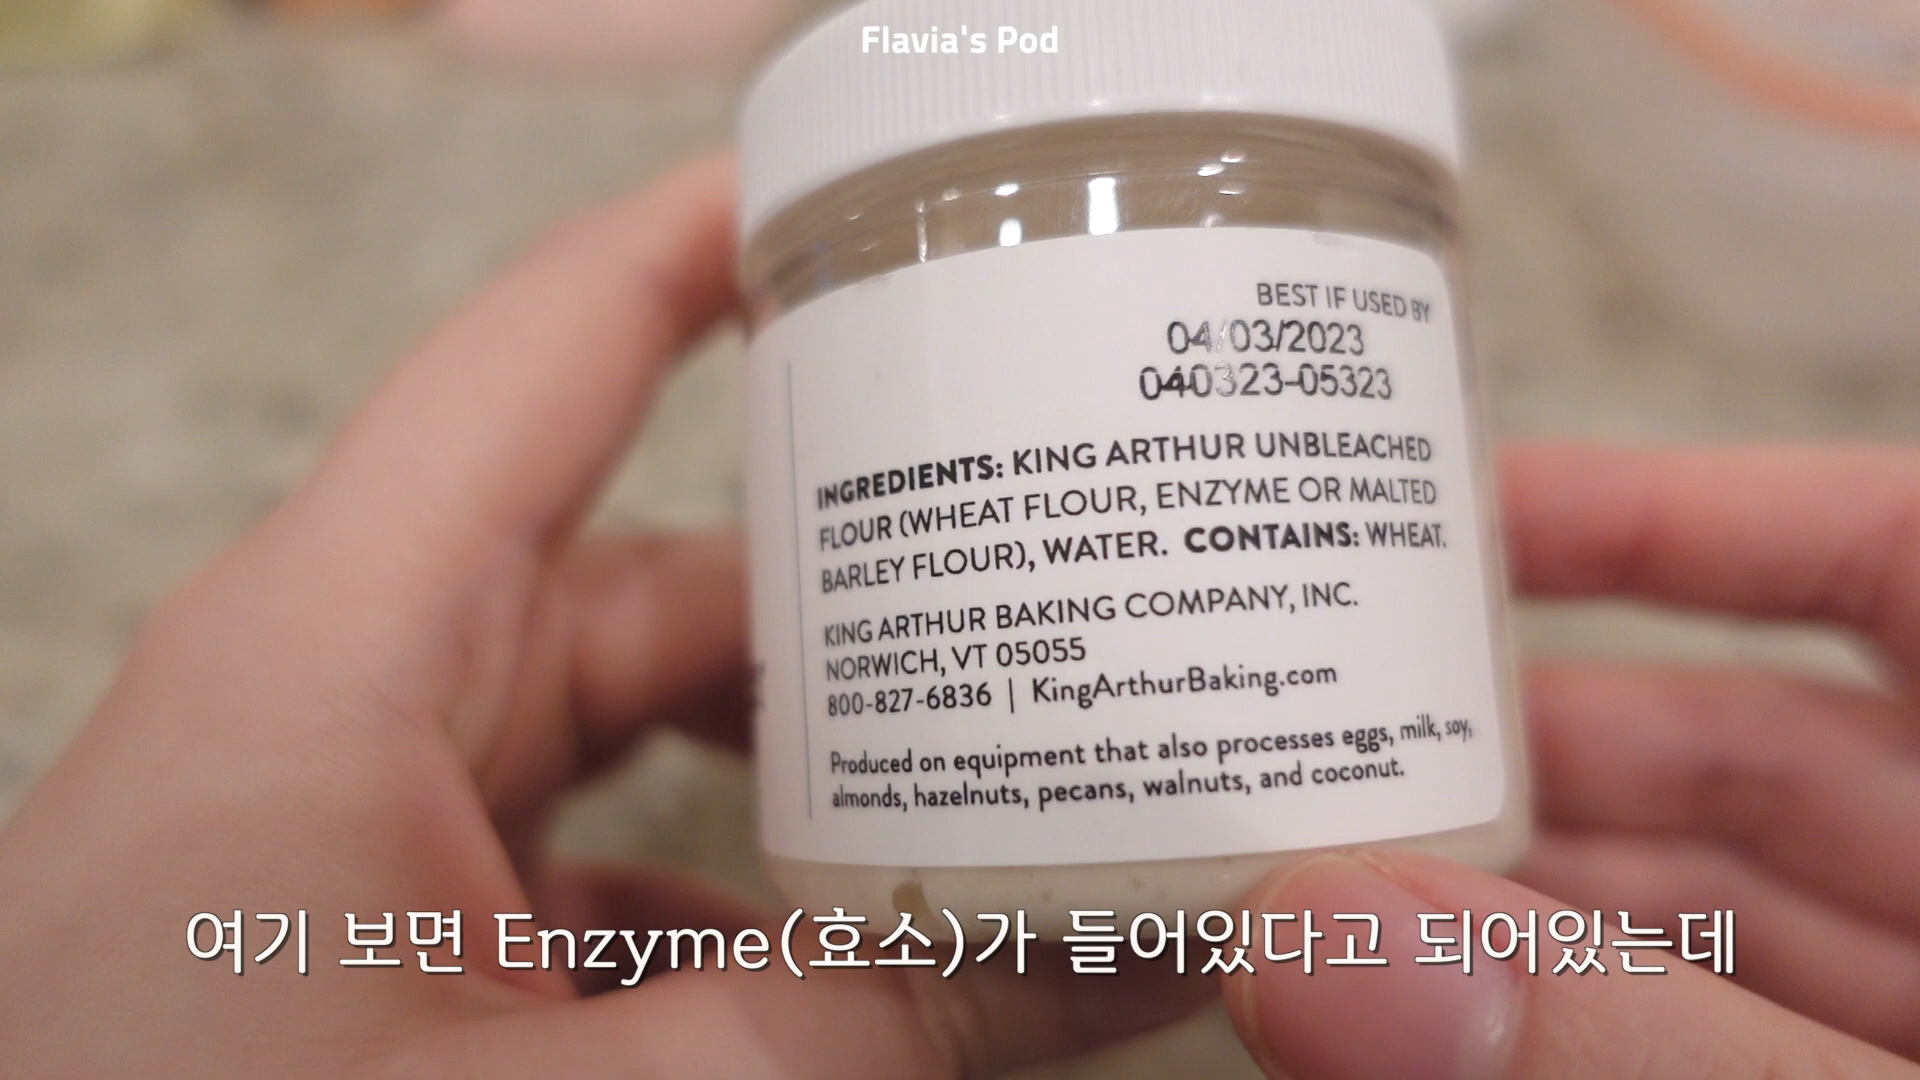 Flavia's Pod
BEST IF USED BY
04/03/2023
040323-05323
INGREDIENTS: KING ARTHUR UNBLEACHED
FLOUR (WHEAT FLOUR, ENZYME OR MALTED
BARLEY FLOUR), WATER. CONTAINS: WHEAT.
KING ARTHUR BAKING COMPANY, INC.
NORWICH, VT 05055
800-827-6836 | KingArthurBaking.com
Produced on equipment that also processes eggs, milk, soy,
almonds, hazelnuts, pecans, walnuts, and coconut.
여기 보면 Enzyme(효소)가 들어있다고 되어있는데